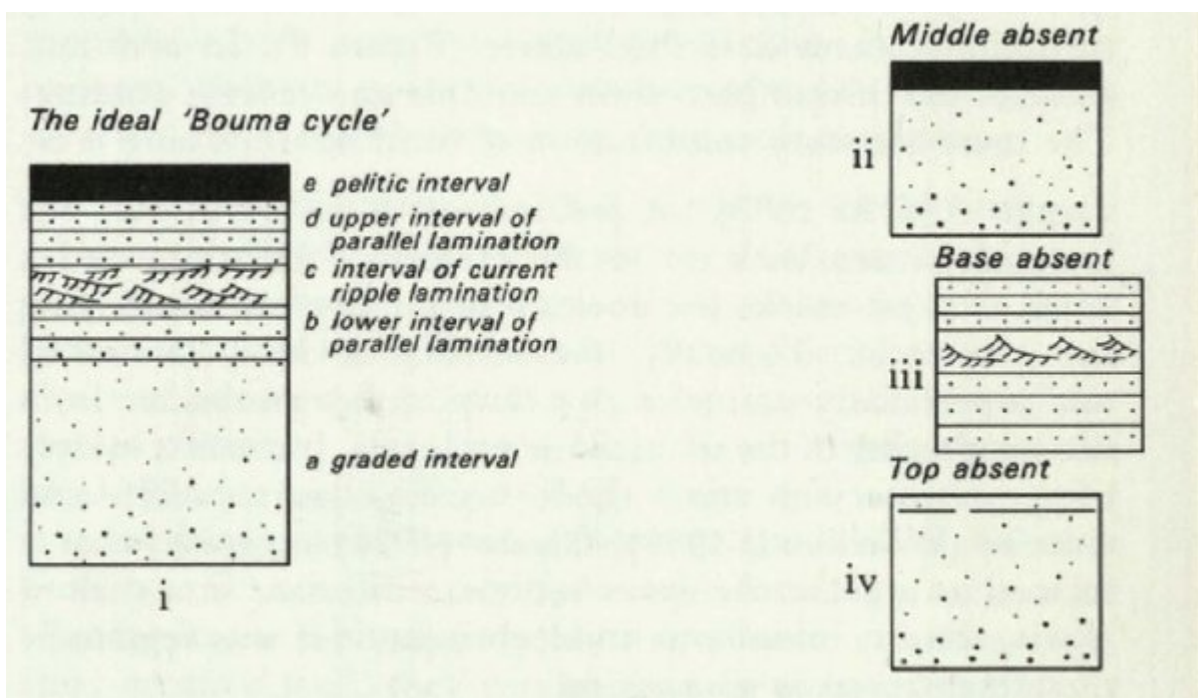 The ideal 'Bouma cycle'
e pelitic interval
d upper interval of
parallel lamination
c interval of current
ripple lamination
b lower interval of
parallel lamination
a graded interval
i
Middle absent
ii
Base absent
iii
Top absent
iv